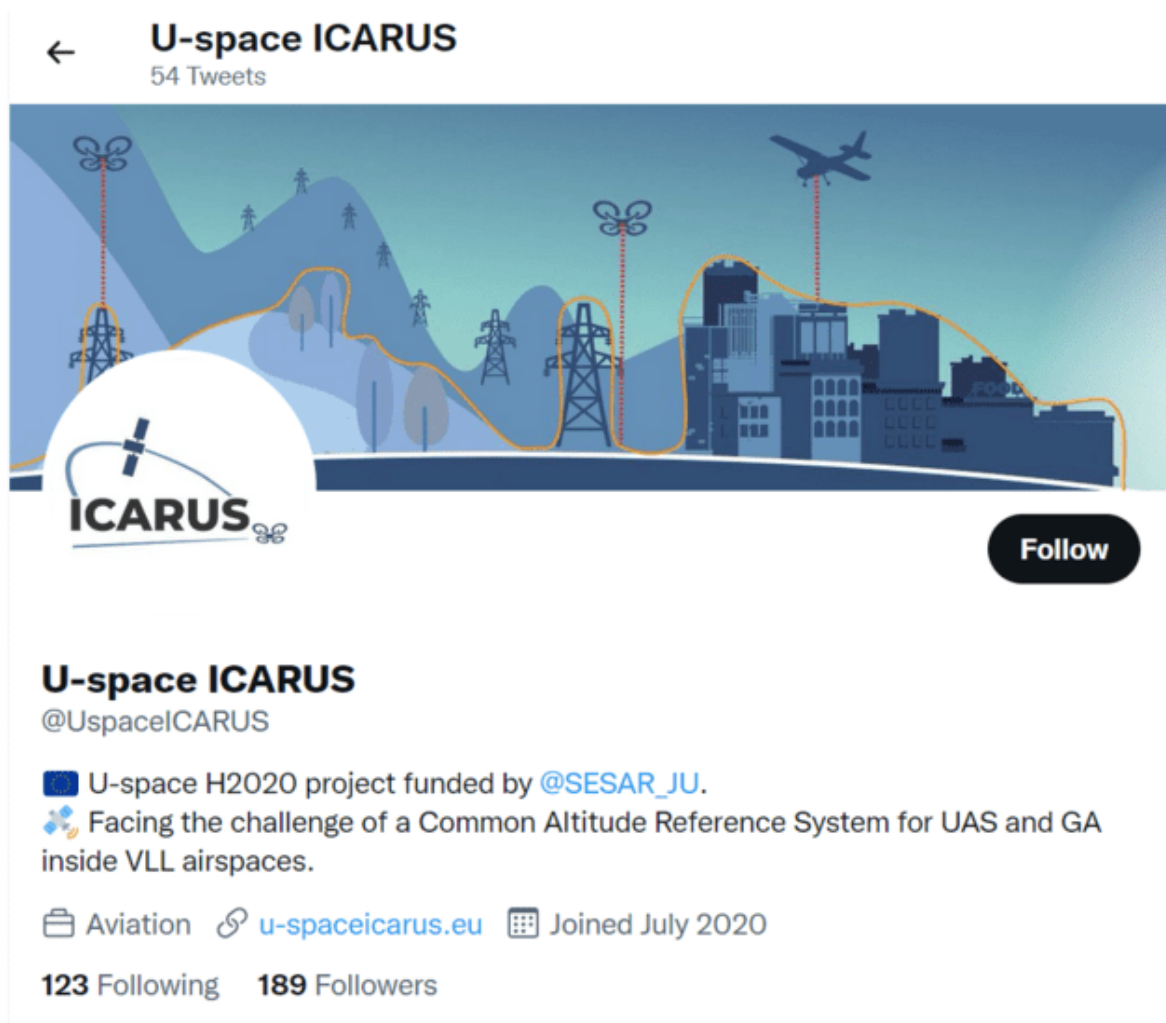 U-space ICARUS
54 Tweets
FOOD
ICARUS
Follow
U-space ICARUS
@UspaceICARUS
U-space H2020 project funded by @SESAR_JU.
Facing the challenge of a Common Altitude Reference System for UAS and GA
inside VLL airspaces.
Aviation u-spaceicarus.eu Joined July 2020
123 Following 189 Followers